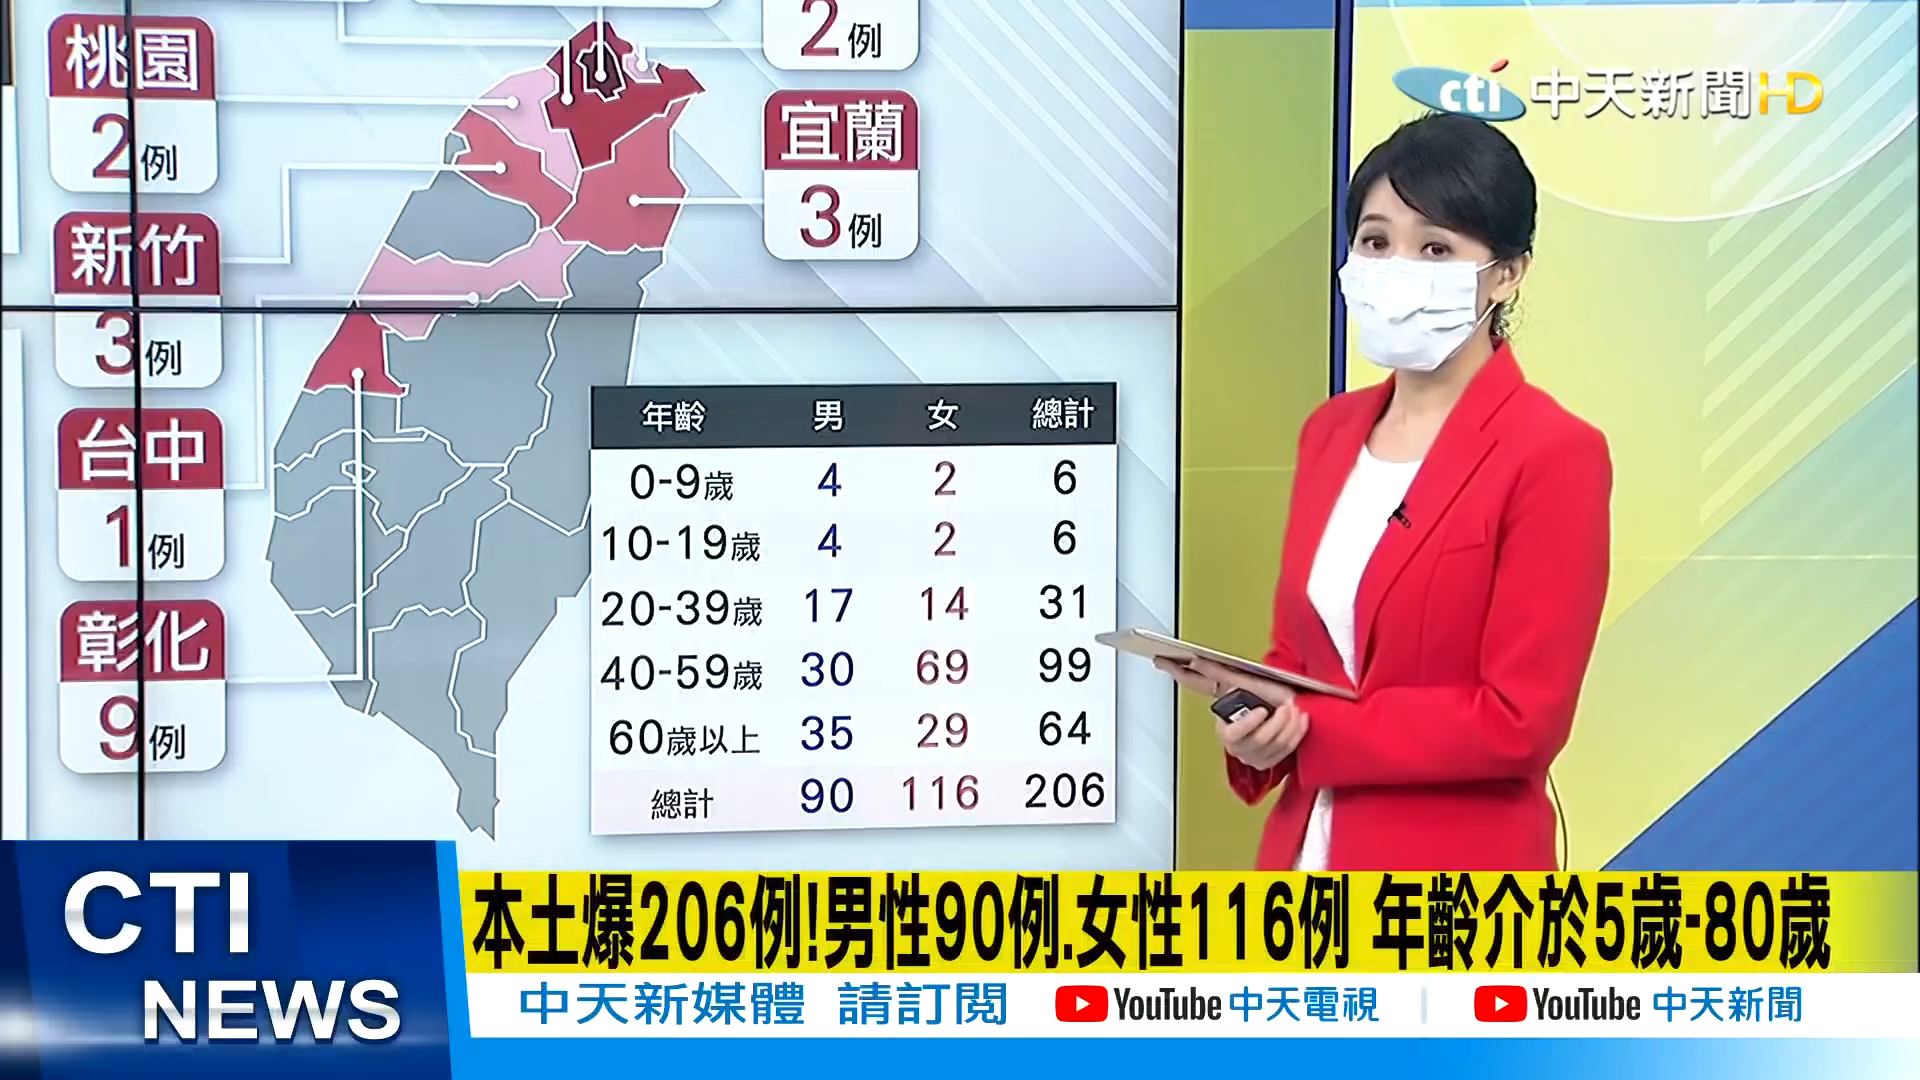 桃園
2例
新竹
3例
台中
1例
彰化
9例
2例
宜蘭
3例
年齡 男 女 總計
0-9歲 4 2 6
10-19歲 4 2 6
20-39歲 17 14 31
40-59歲 30 69 99
60歲以上 35 29 64
總計 90 116 206
cti 中天新聞HD
CTI
NEWS
本土爆206例!男性90例.女性116例 年齡介於5歲-80歲
中天新媒體 請訂閱 YouTube 中天電視 | YouTube 中天新聞